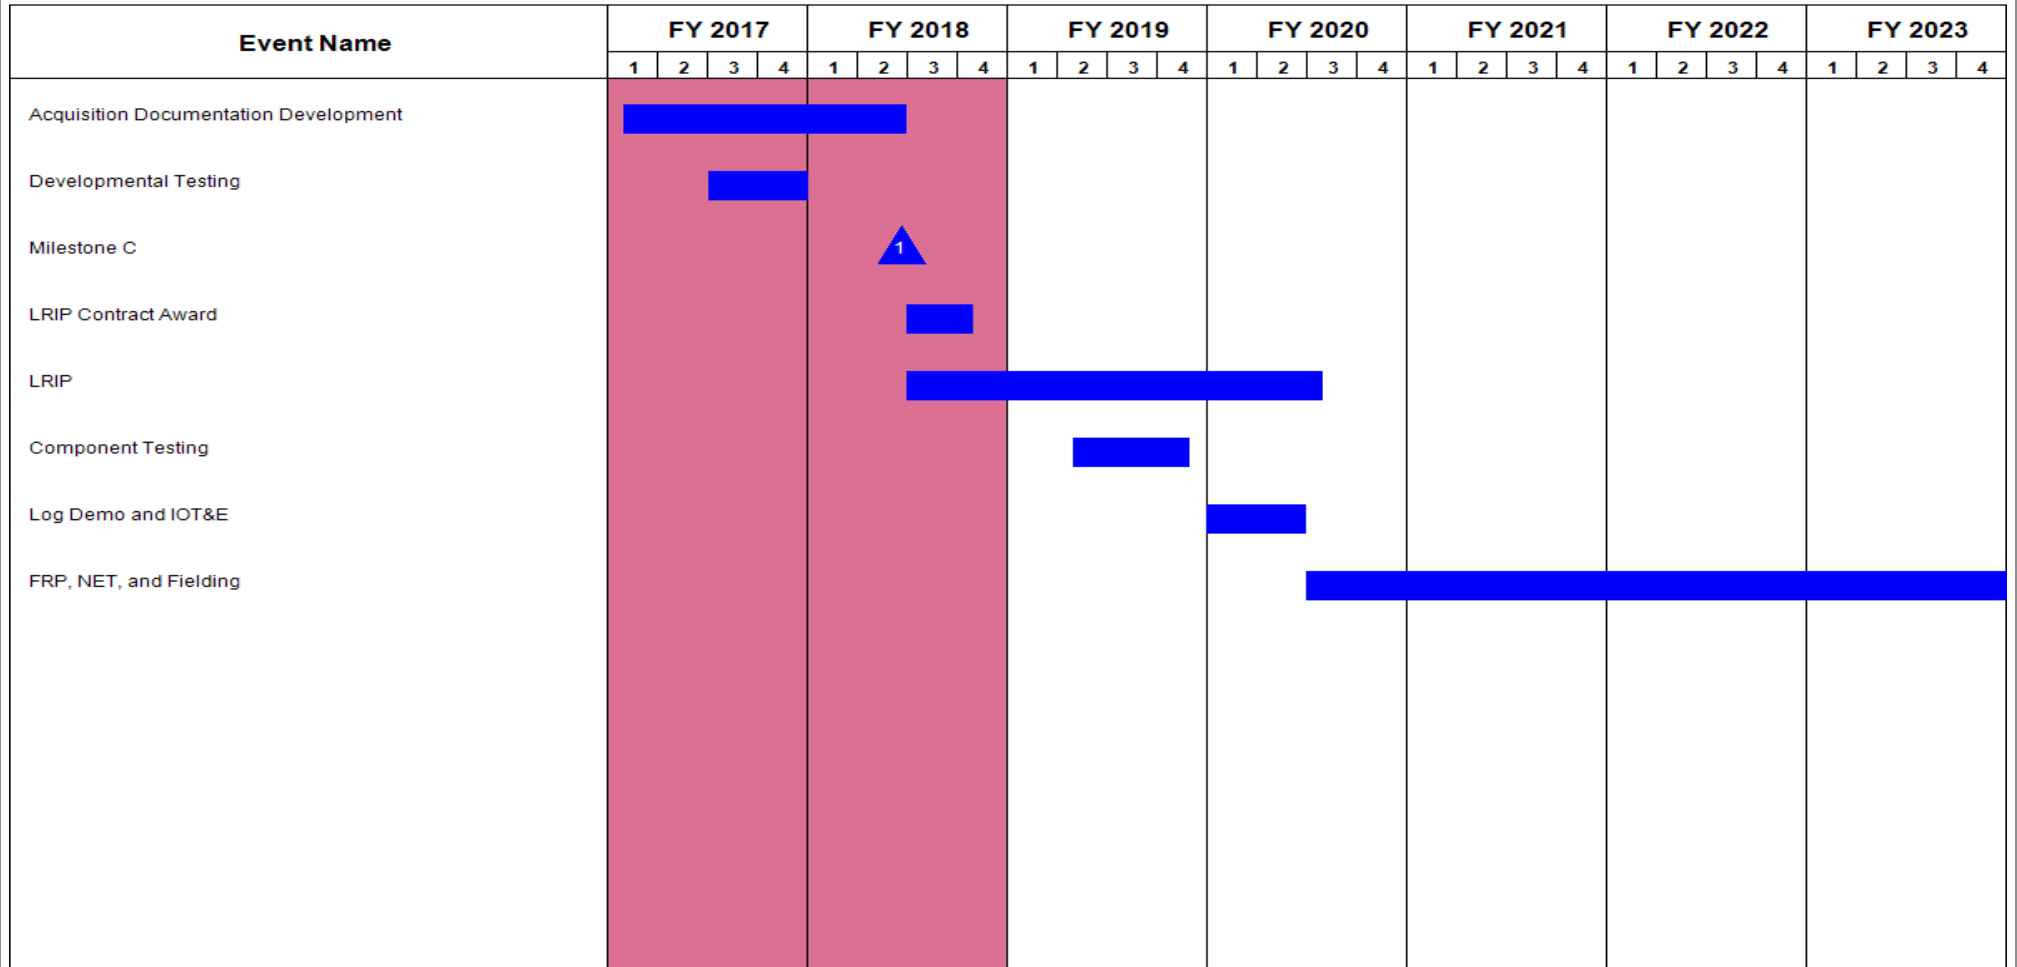 Event Name
FY 2017 FY 2018 FY 2019 FY 2020 FY 2021 FY 2022 FY 2023
1 2 3 4 1 2 3 4 1 2 3 4 1 2 3 4 1 2 3 4 1 2 3 4 1 2 3 4
Acquisition Documentation Development
Developmental Testing
Milestone C
1
LRIP Contract Award
LRIP
Component Testing
Log Demo and IOT&E
FRP, NET, and Fielding